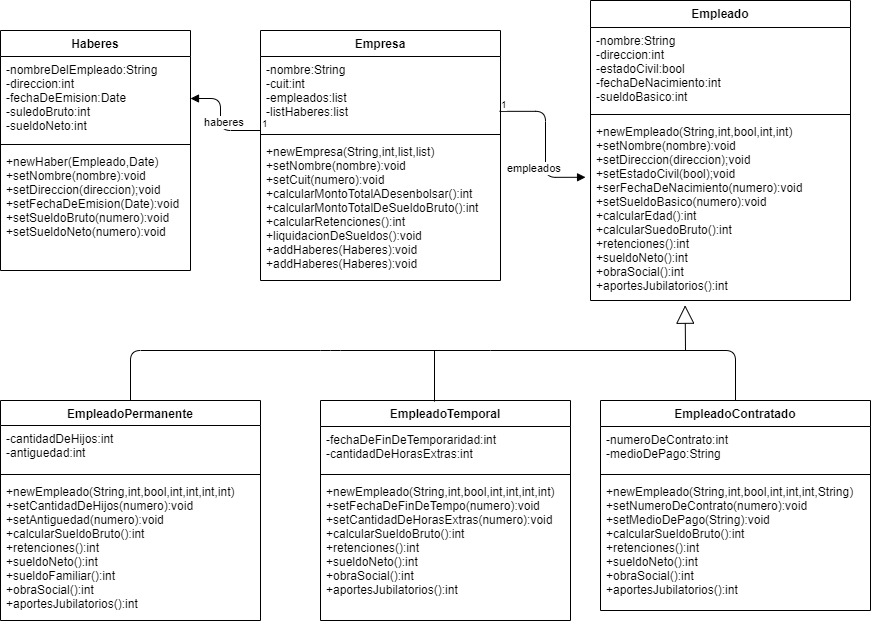 Haberes
-nombreDelEmpleado:String
-direccion:int
-fechaDeEmision:Date
-suledoBruto:int
-sueldoNeto:int
+newHaber(Empleado,Date)
+setNombre(nombre):void
+setDireccion(direccion);void
+setFechaDeEmision(Date):void
+setSueldoBruto(numero):void
+setSueldoNeto(numero):void
haberes
1
Empresa
-nombre:String
-cuit:int
-empleados:list
-listHaberes:list
+newEmpresa(String,int,list,list)
+setNombre(nombre):void
+setCuit(numero):void
+calcularMontoTotalADesenbolsar():int
+calcularMontoTotalDeSueldoBruto():int
+calcularRetenciones():int
+liquidacionDeSueldos():void
+addHaberes(Haberes):void
+addHaberes(Haberes):void
1
empleados
Empleado
-nombre:String
-direccion:int
-estadoCivil:bool
-fechaDeNacimiento:int
-sueldoBasico:int
+newEmpleado(String,int,bool,int,int)
+setNombre(nombre):void
+setDireccion(direccion);void
+setEstadoCivil(bool);void
+serFechaDeNacimiento(numero):void
+setSueldoBasico(numero):void
+calcularEdad():int
+calcularSuedoBruto():int
+retenciones():int
+sueldoNeto():int
+obraSocial():int
+aportesJubilatorios():int
EmpleadoPermanente
-cantidadDeHijos:int
-antiguedad:int
+newEmpleado(String,int,bool,int,int,int,int)
+setCantidadDeHijos(numero):void
+setAntiguedad(numero):void
+calcularSueldoBruto():int
+retenciones():int
+sueldoNeto():int
+sueldoFamiliar():int
+obraSocial():int
+aportesJubilatorios():int
EmpleadoTemporal
-fechaDeFinDeTemporaridad:int
-cantidadDeHorasExtras:int
+newEmpleado(String,int,bool,int,int,int,int)
+setFechaDeFinDeTempo(numero):void
+setCantidadDeHorasExtras(numero):void
+calcularSueldoBruto():int
+retenciones():int
+sueldoNeto():int
+obraSocial():int
+aportesJubilatorios():int
EmpleadoContratado
-numeroDeContrato:int
-medioDePago:String
+newEmpleado(String,int,bool,int,int,int,String)
+setNumeroDeContrato(numero):void
+setMedioDePago(String):void
+calcularSueldoBruto():int
+retenciones():int
+sueldoNeto():int
+obraSocial():int
+aportesJubilatorios():int